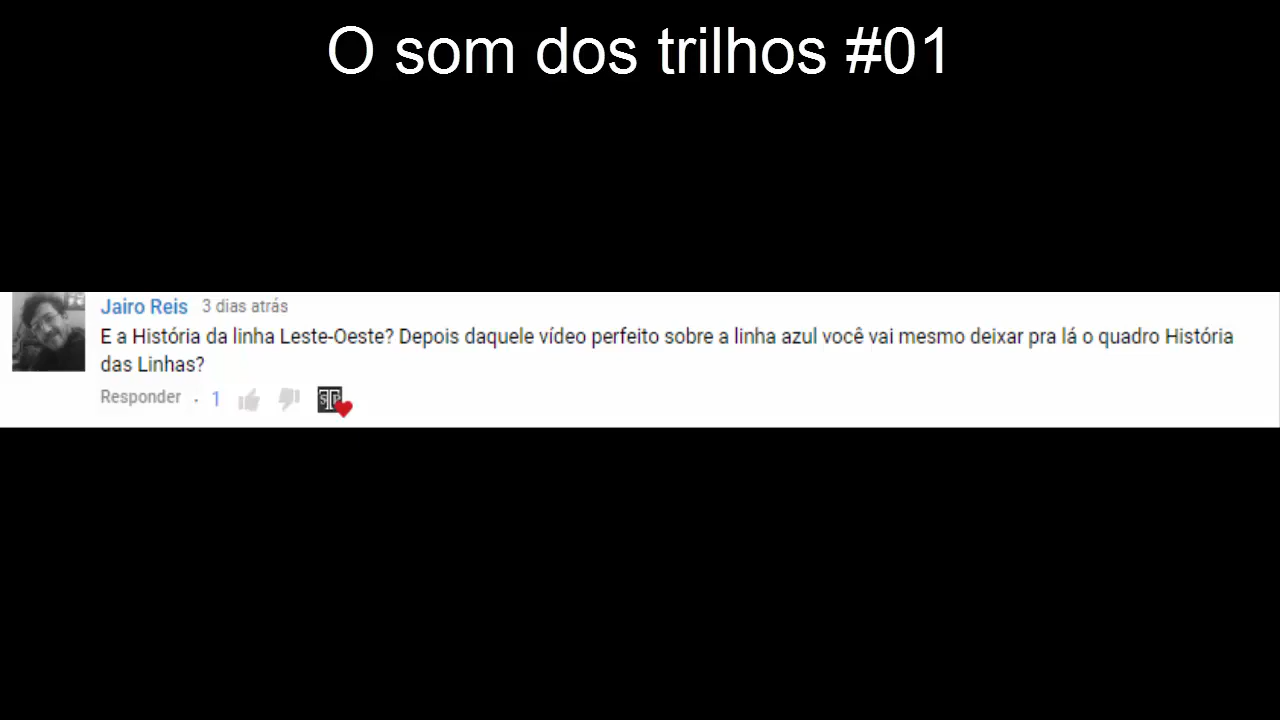 O som dos trilhos #01
Jairo Reis 3 dias atrás
E a História da linha Leste-Oeste? Depois daquele vídeo perfeito sobre a linha azul você vai mesmo deixar pra lá o quadro História
das Linhas?
Responder . 1